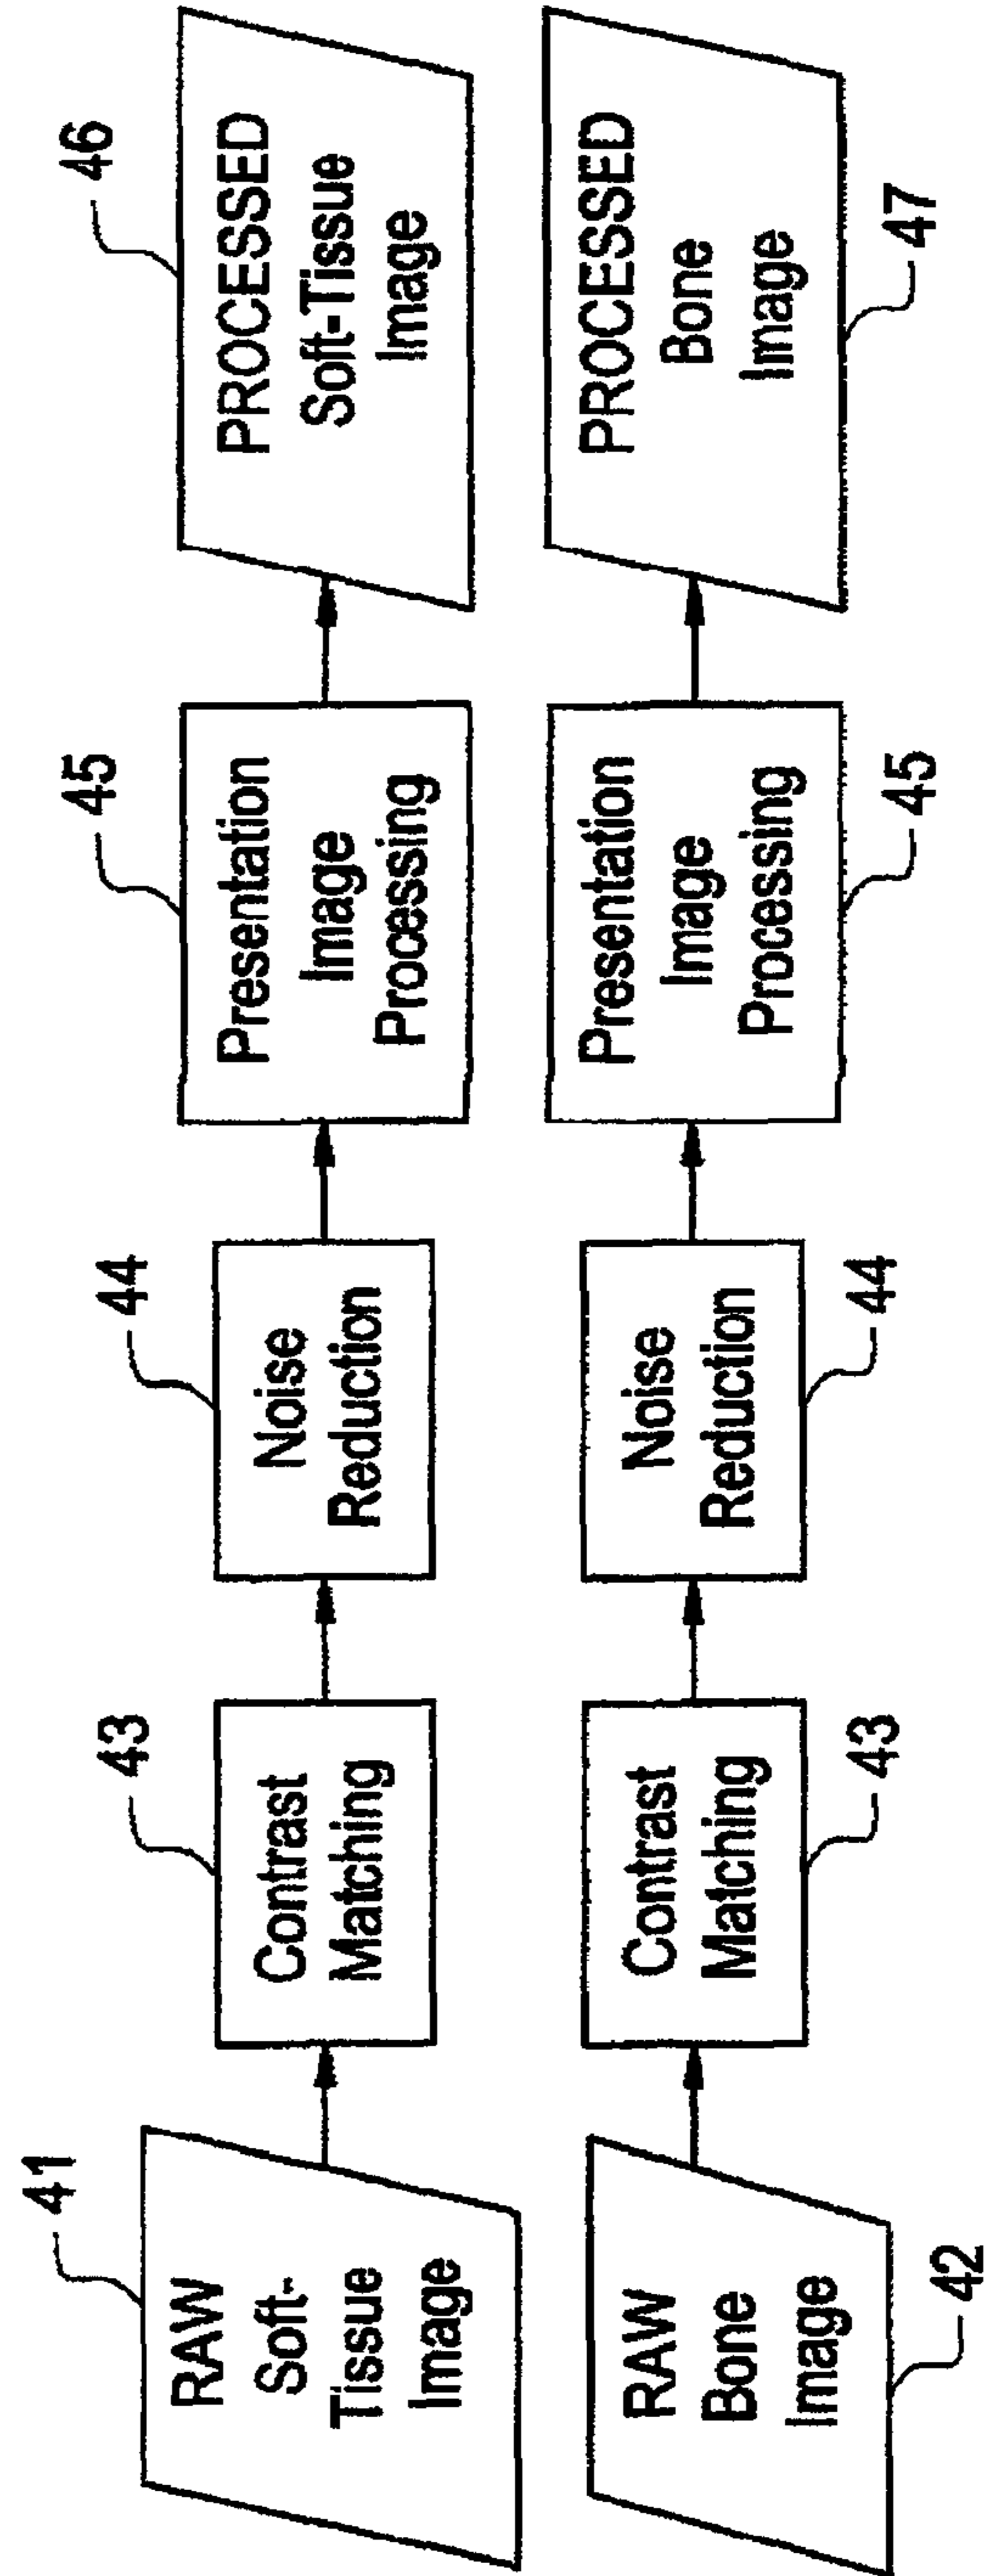 41
RAW
Soft-
Tissue
Image
43
Contrast
Matching
44
Noise
Reduction
45
Presentation
Image
Processing
46
PROCESSED
Soft-Tissue
Image
RAW
Bone
Image
42
Contrast
Matching
43
Noise
Reduction
44
Presentation
Image
Processing
45
PROCESSED
Bone
Image
47